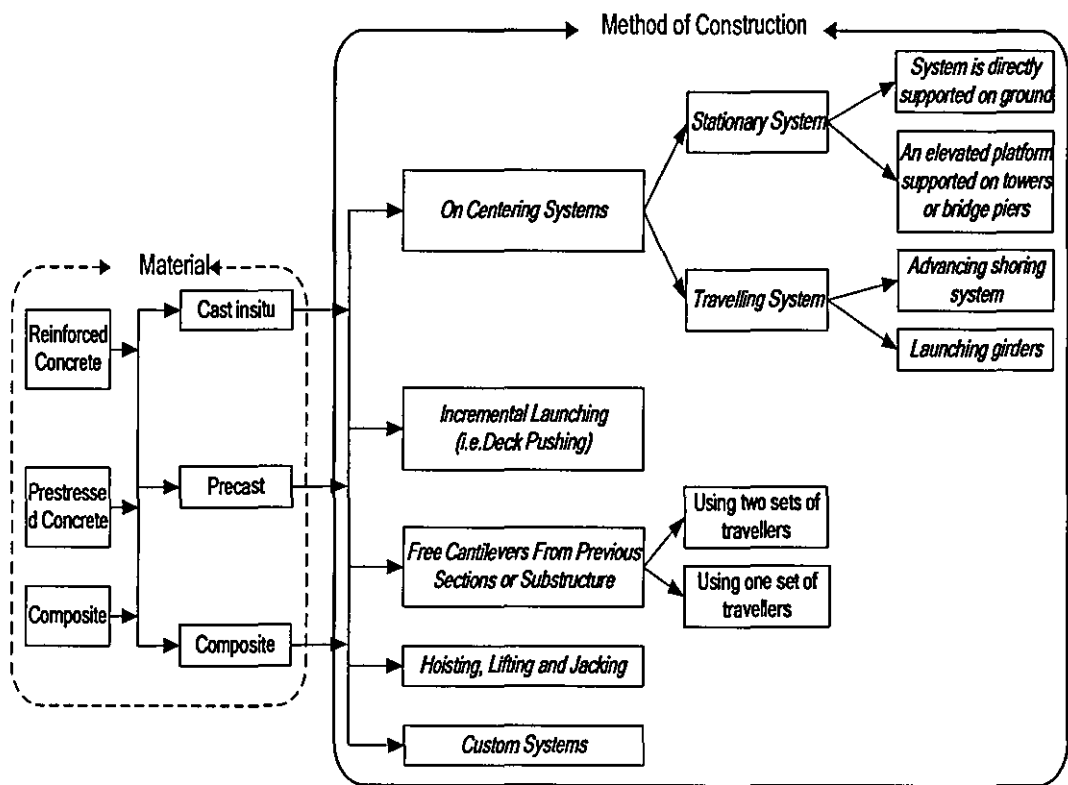 Method of Construction
System is directly
supported on ground
Stationary System
An elevated platform
supported on towers
or bridge piers
On Centering Systems
Material
Advancing shoring
system
Travelling System
Launching girders
Cast insitu
Reinforced
Concrete
Incremental Launching
(i.e.Deck Pushing)
Precast
Prestresse
d Concrete
Using two sets of
travellers
Free Cantilevers From Previous
Sections or Substructure
Using one set of
travellers
Composite
Composite
Hoisting, Lifting and Jacking
Custom Systems